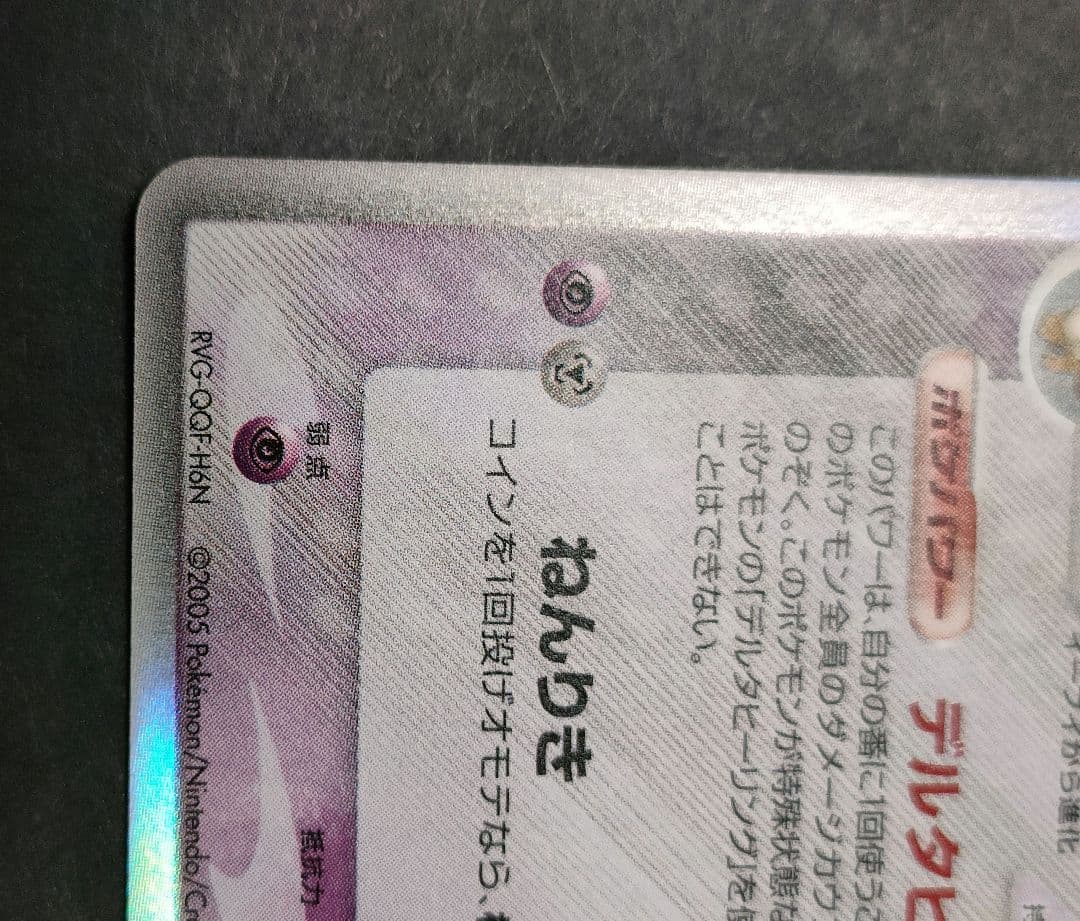 イーブイから進化
ポケパワー
デルタヒ
このパワーは、自分の番に1回使うと
のポケモン全員のダメージカウ
のぞく。このポケモンが特殊状態な
ポケモンの「デルタヒーリング」を使
ことはできない。
ねんりき
コインを1回投げオモテなら、
弱点
抵抗力
RVG-QQF-H6N ©2005 Pokémon/Nintendo/Cr